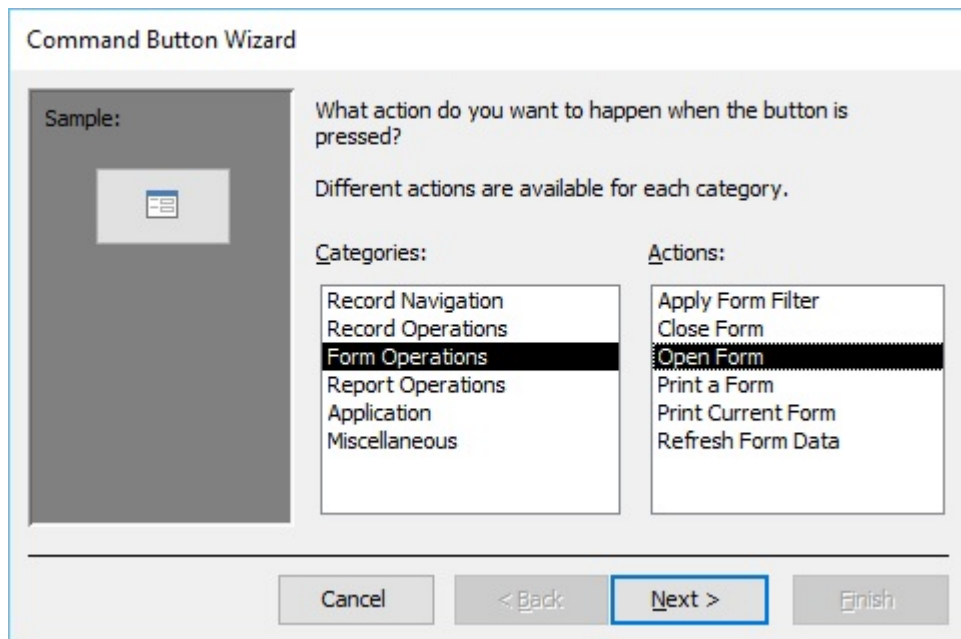 Command Button Wizard
Sample:
What action do you want to happen when the button is
pressed?
Different actions are available for each category.
Categories:
Actions:
Record Navigation
Record Operations
Form Operations
Report Operations
Application
Miscellaneous
Apply Form Filter
Close Form
Open Form
Print a Form
Print Current Form
Refresh Form Data
Cancel
< Back
Next >
Finish